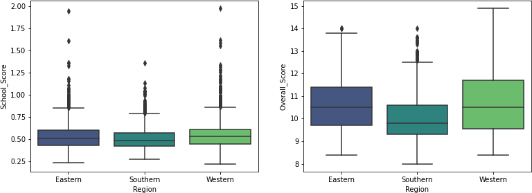 2.00
1.75
1.50
1.25
1.00
0.75
0.50
0.25
School_Score
Eastern Southern Western
Region
15
14
13
12
11
10
9
8
Overall_Score
Eastern Southern Western
Region